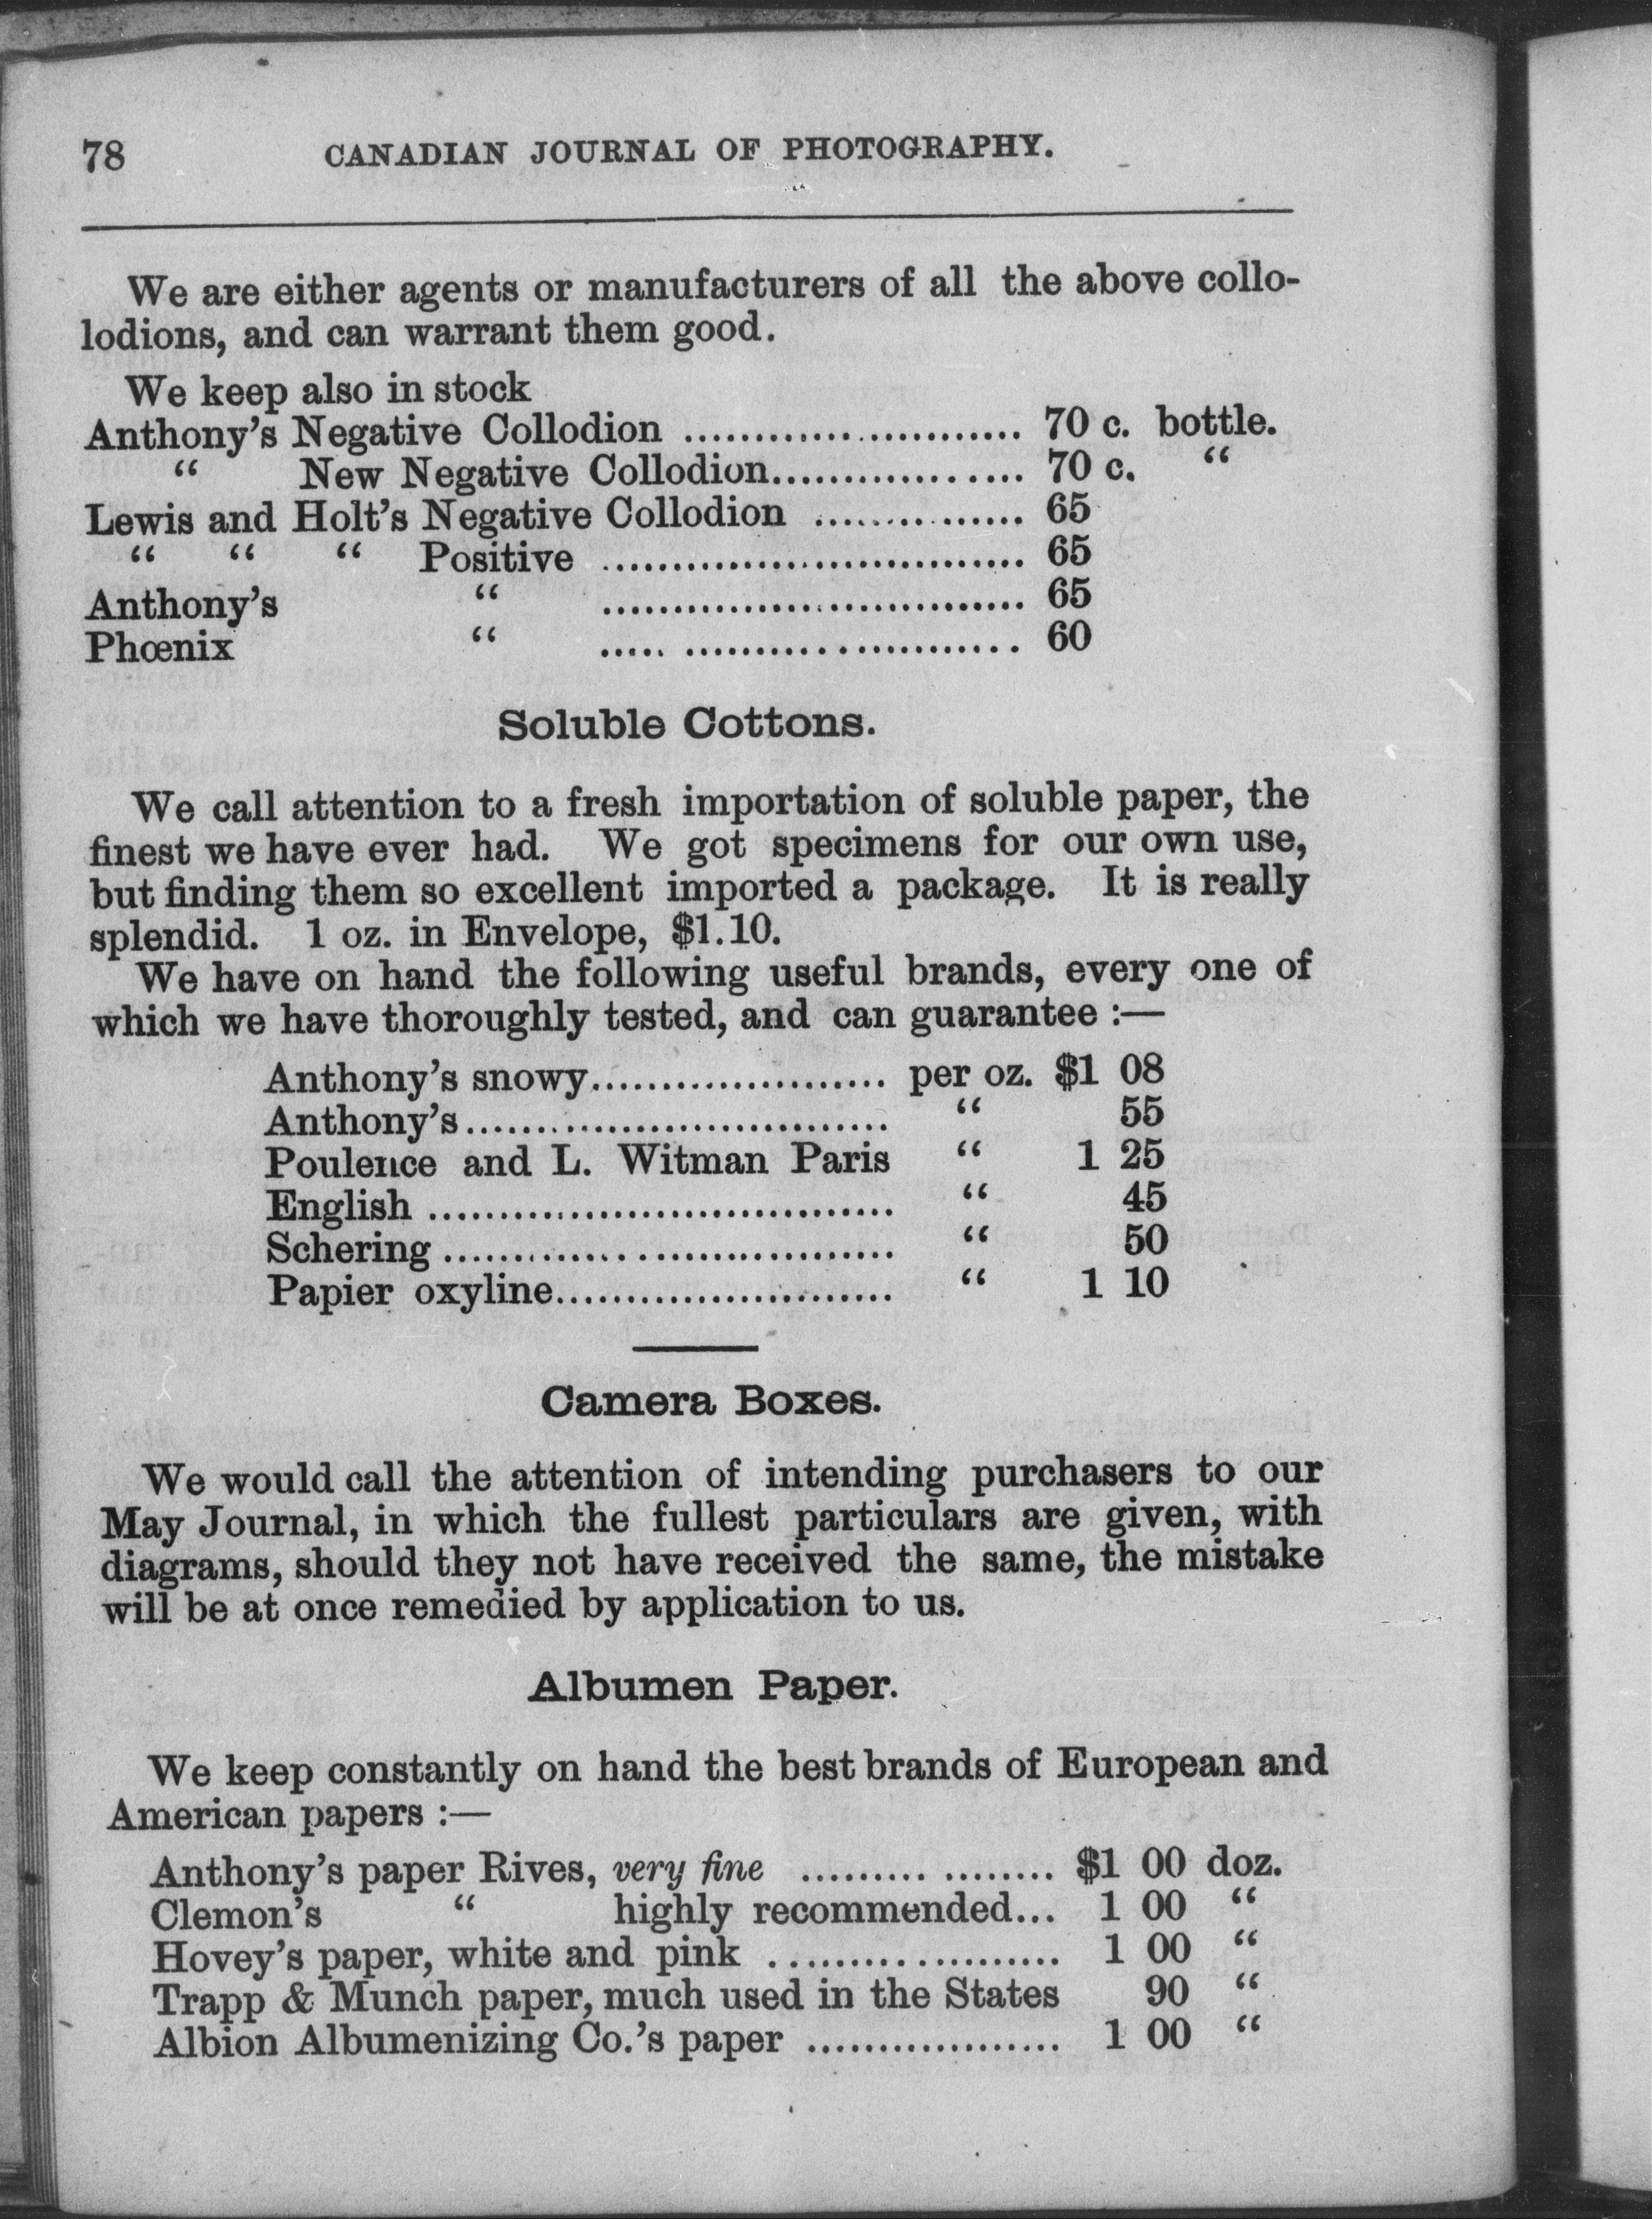 78 CANADIAN JOURNAL OF PHOTOGRAPHY.
We are either agents or manufacturers of all the above collo-
lodions, and can warrant them good.
We keep also in stock
Anthony's Negative Collodion ........................ 70 c. bottle.
“ New Negative Collodion.................. 70 c. “
Lewis and Holt's Negative Collodion ............... 65
“ “ “ Positive .............................. 65
Anthony's “ .............................. 65
Phœnix “ ..... ........................ 60
Soluble Cottons.
We call attention to a fresh importation of soluble paper, the
finest we have ever had. We got specimens for our own use,
but finding them so excellent imported a package. It is really
splendid. 1 oz. in Envelope, $1.10.
We have on hand the following useful brands, every one of
which we have thoroughly tested, and can guarantee :—
Anthony's snowy..................... per oz. $1 08
Anthony's.............................. “ 55
Poulence and L. Witman Paris “ 1 25
English ................................. “ 45
Schering ................................ “ 50
Papier oxyline........................ “ 1 10
Camera Boxes.
We would call the attention of intending purchasers to our
May Journal, in which the fullest particulars are given, with
diagrams, should they not have received the same, the mistake
will be at once remedied by application to us.
Albumen Paper.
We keep constantly on hand the best brands of European and
American papers :—
Anthony's paper Rives, very fine ......... ........ $1 00 doz.
Clemon's “ highly recommended... 1 00 “
Hovey's paper, white and pink .................... 1 00 “
Trapp & Munch paper, much used in the States 90 “
Albion Albumenizing Co.'s paper .................. 1 00 “